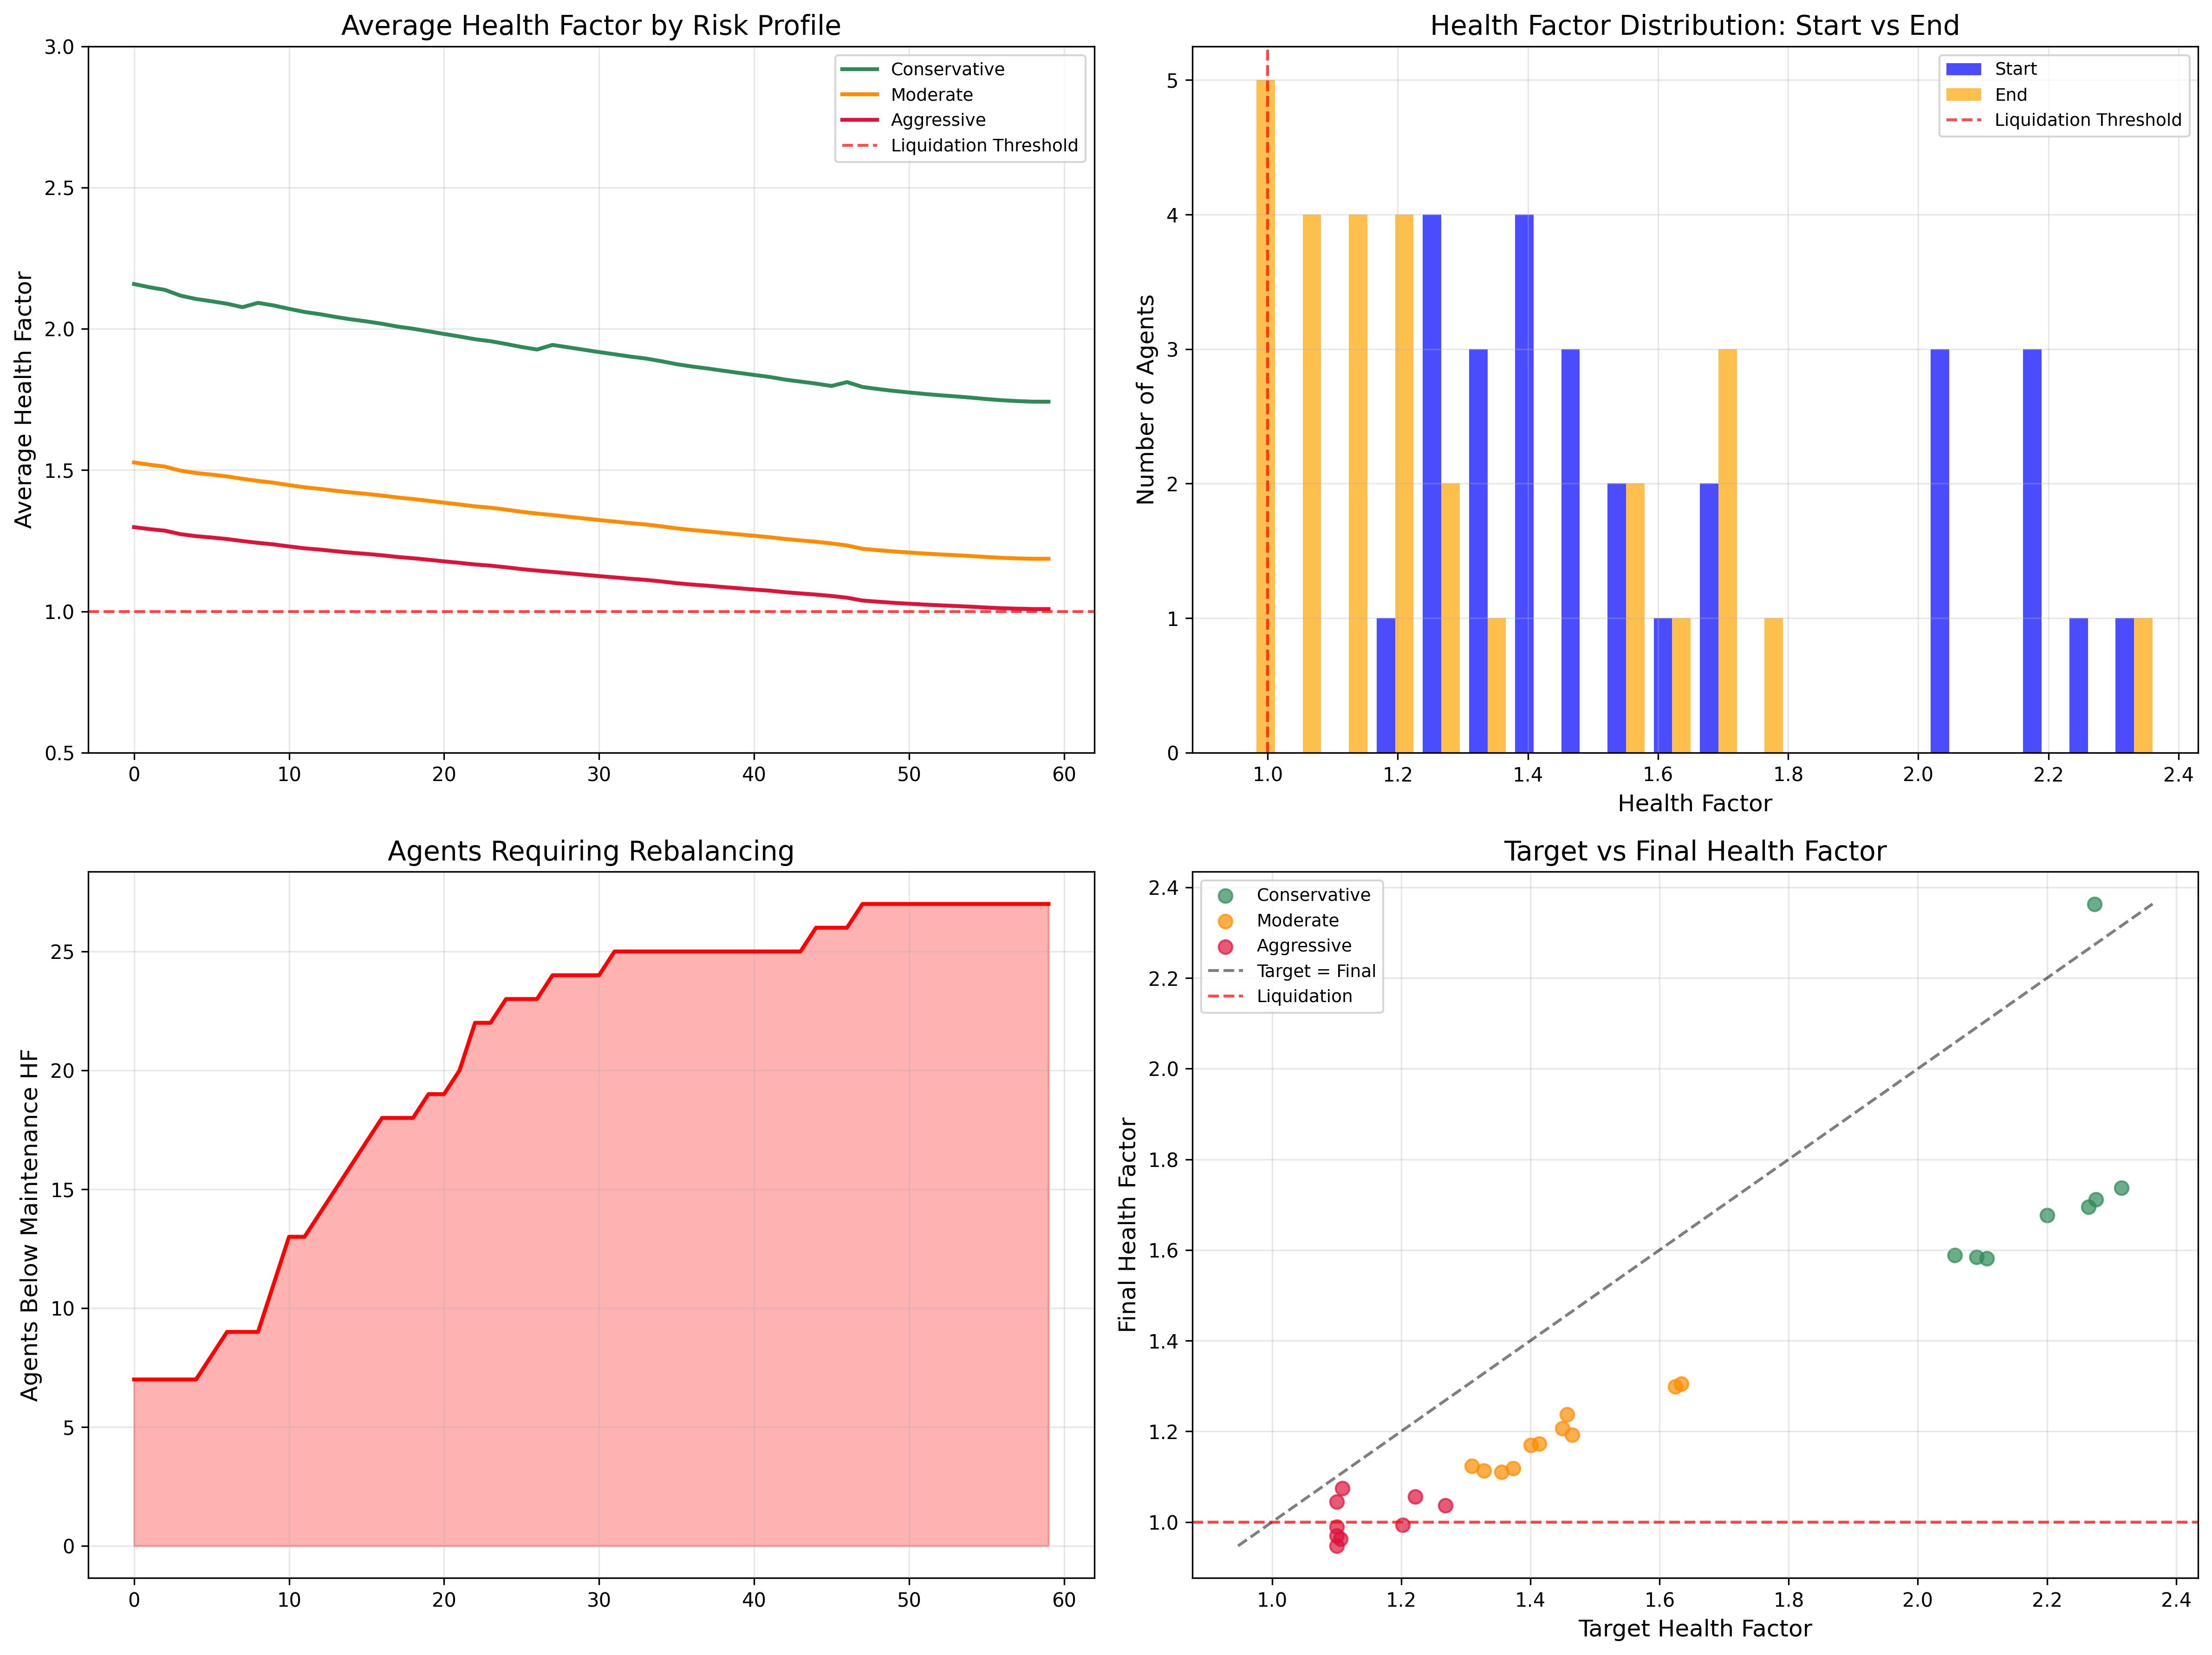 Average Health Factor by Risk Profile
Average Health Factor
3.0
2.5
2.0
1.5
1.0
0.5
0 10 20 30 40 50 60
Conservative
Moderate
Aggressive
Liquidation Threshold
Health Factor Distribution: Start vs End
Number of Agents
5
4
3
2
1
0
1.0 1.2 1.4 1.6 1.8 2.0 2.2 2.4
Health Factor
Start
End
Liquidation Threshold
Agents Requiring Rebalancing
Agents Below Maintenance HF
25
20
15
10
5
0
0 10 20 30 40 50 60
Target vs Final Health Factor
Final Health Factor
2.4
2.2
2.0
1.8
1.6
1.4
1.2
1.0
1.0 1.2 1.4 1.6 1.8 2.0 2.2 2.4
Target Health Factor
Conservative
Moderate
Aggressive
Target = Final
Liquidation